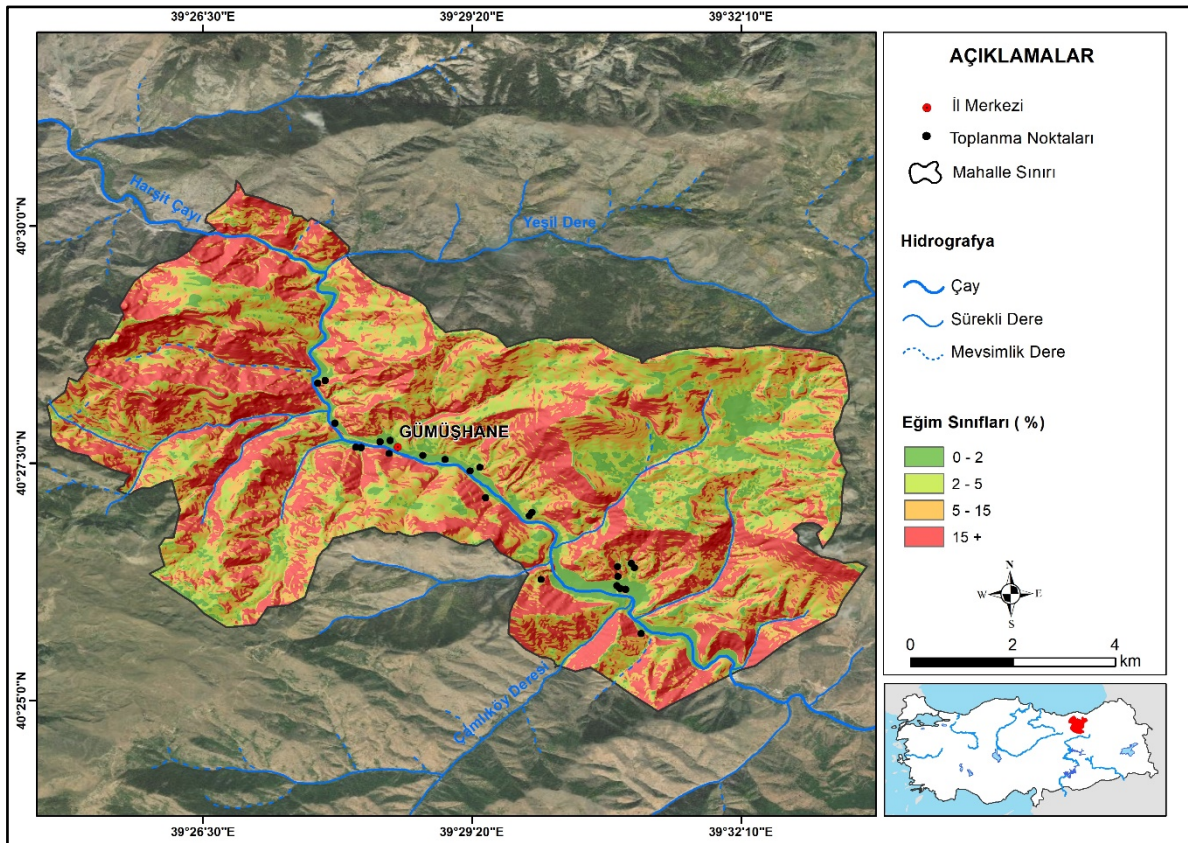 39°26'30"E
39°29'20"E
39°32'10"E
40°30'0"N
40°27'30"N
40°25'0"N
Harşit Çayı
Yeşil Dere
GÜMÜŞHANE
Çamlıköy Deresi
39°26'30"E
39°29'20"E
39°32'10"E
AÇIKLAMALAR
İl Merkezi
Toplanma Noktaları
Mahalle Sınırı
Hidrografya
Çay
Sürekli Dere
Mevsimlik Dere
Eğim Sınıfları ( %)
0 - 2
2 - 5
5 - 15
15 +
N
W E
S
0 2 4
km